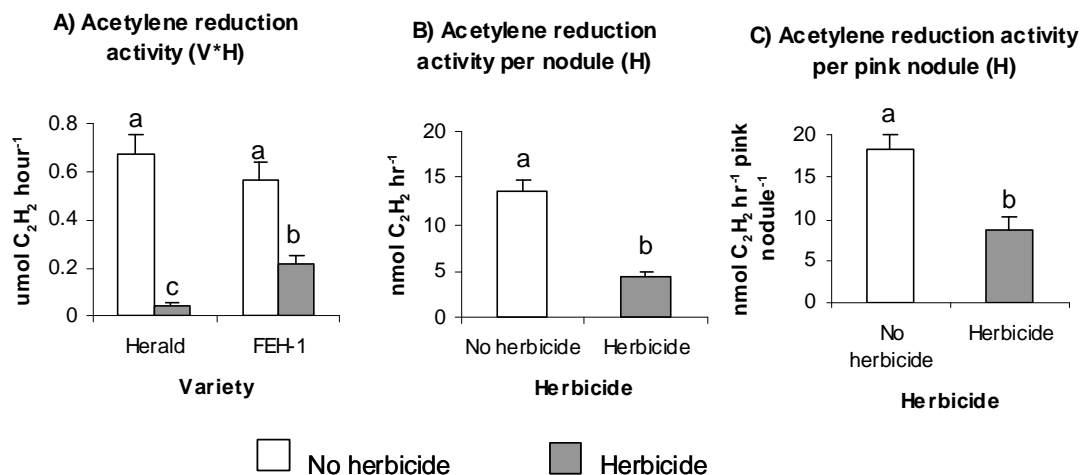 A) Acetylene reduction
activity (V*H)
umol C₂H₂ hour⁻¹
0.8
0.6
0.4
0.2
0
a
c
a
b
Herald
FEH-1
Variety
B) Acetylene reduction
activity per nodule (H)
nmol C₂H₂ hr⁻¹
20
15
10
5
0
a
b
No herbicide
Herbicide
Herbicide
C) Acetylene reduction activity
per pink nodule (H)
nmol C₂H₂ hr⁻¹ pink
nodule⁻¹
20
15
10
5
0
a
b
No
herbicide
Herbicide
Herbicide
No herbicide
Herbicide